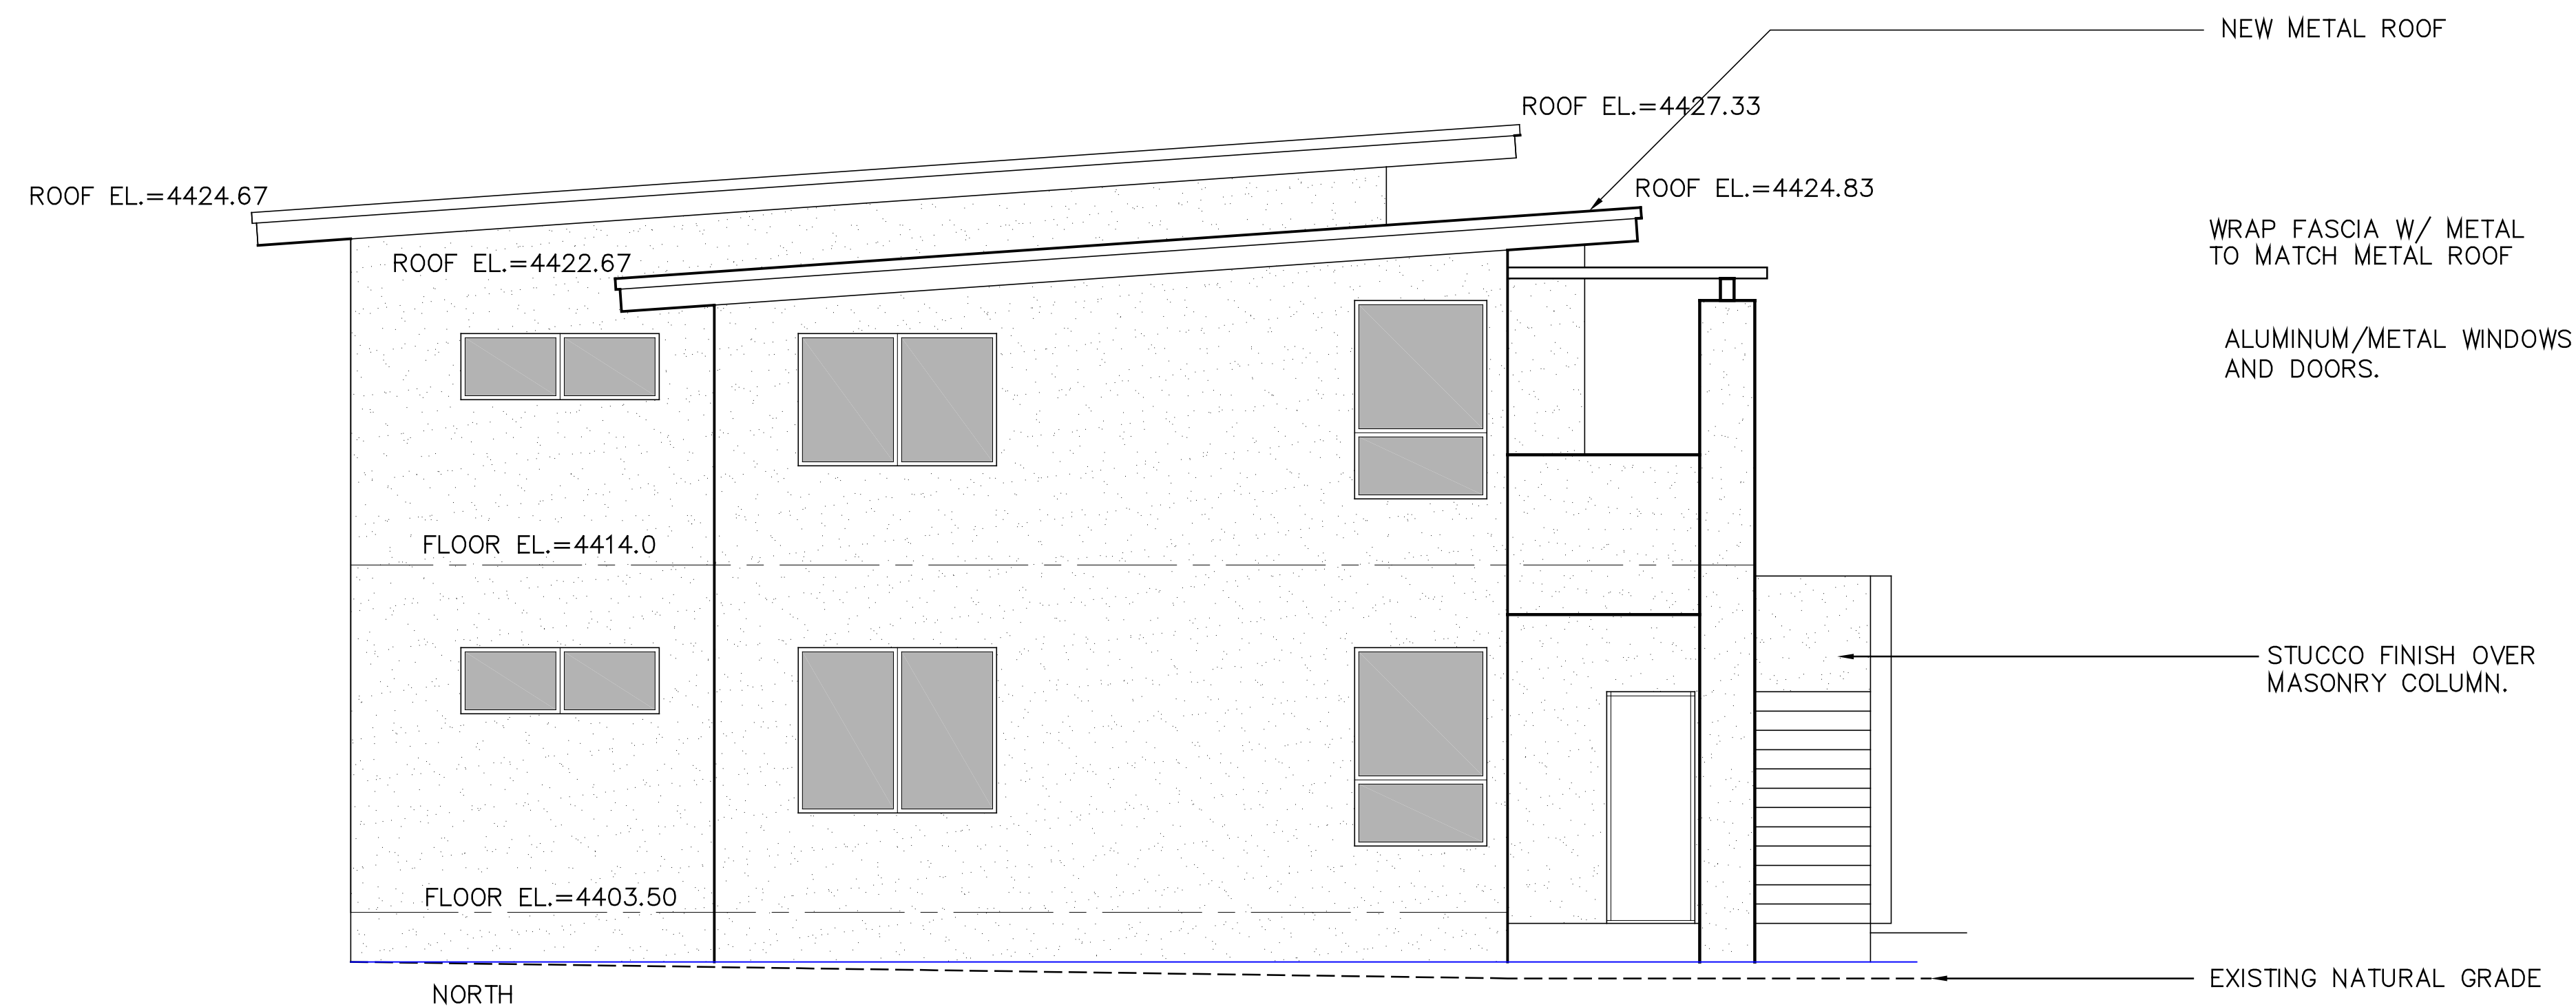 NEW METAL ROOF
ROOF EL.=4427.33
ROOF EL.=4424.83
ROOF EL.=4424.67
WRAP FASCIA W/ METAL
TO MATCH METAL ROOF
ROOF EL.=4422.67
ALUMINUM/METAL WINDOWS
AND DOORS.
FLOOR EL.=4414.0
STUCCO FINISH OVER
MASONRY COLUMN.
FLOOR EL.=4403.50
EXISTING NATURAL GRADE
NORTH